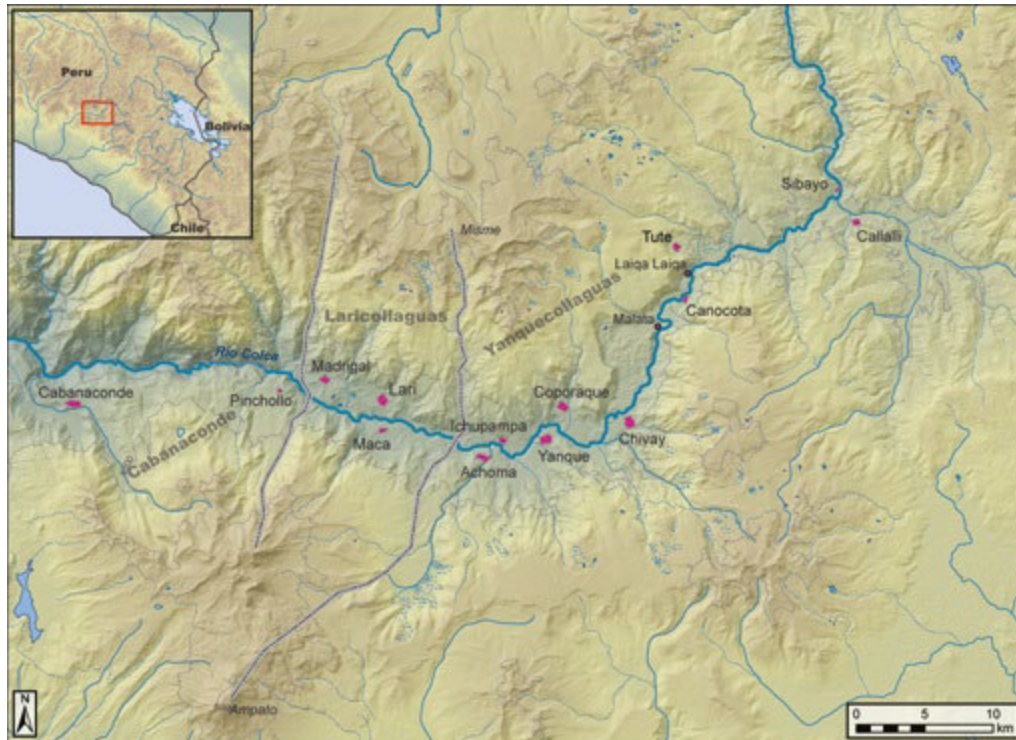 Peru
Bolivia
Chile
Sibayo
Callalli
Tute
Laiqa Laiqa
Canocota
Malata
Misme
Yanquecollaguas
Laricollaguas
Río Colca
Madrigal
Lari
Pinchollo
Cabanaconde
Cabanaconde
Maca
Coporaque
Ichupampa
Chivay
Yanque
Achoma
Ampato
N
0 5 10
km